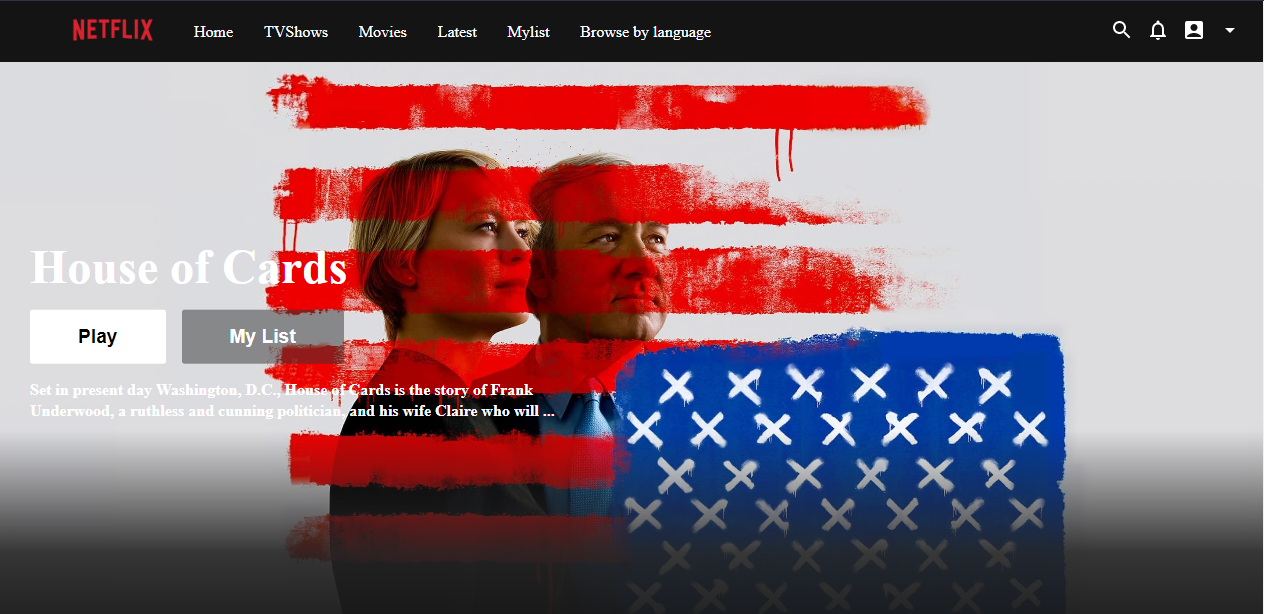 NETFLIX Home TVShows Movies Latest Mylist Browse by language
House of Cards
Play My List
Set in present day Washington, D.C., House of Cards is the story of Frank
Underwood, a ruthless and cunning politician, and his wife Claire who will ...